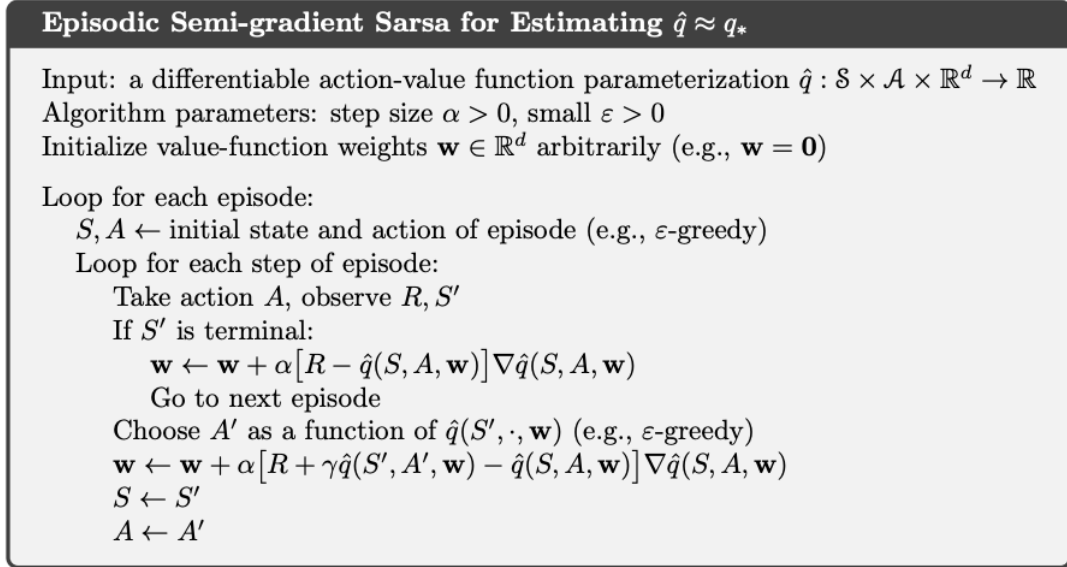 Episodic Semi-gradient Sarsa for Estimating q̂ ≈ q*
Input: a differentiable action-value function parameterization q̂ : 𝒮 × 𝒜 × ℝᵈ → ℝ
Algorithm parameters: step size α > 0, small ε > 0
Initialize value-function weights w ∈ ℝᵈ arbitrarily (e.g., w = 0)
Loop for each episode:
S, A ← initial state and action of episode (e.g., ε-greedy)
Loop for each step of episode:
Take action A, observe R, S′
If S′ is terminal:
w ← w + α[R − q̂(S, A, w)]∇q̂(S, A, w)
Go to next episode
Choose A′ as a function of q̂(S′, ·, w) (e.g., ε-greedy)
w ← w + α[R + γq̂(S′, A′, w) − q̂(S, A, w)]∇q̂(S, A, w)
S ← S′
A ← A′